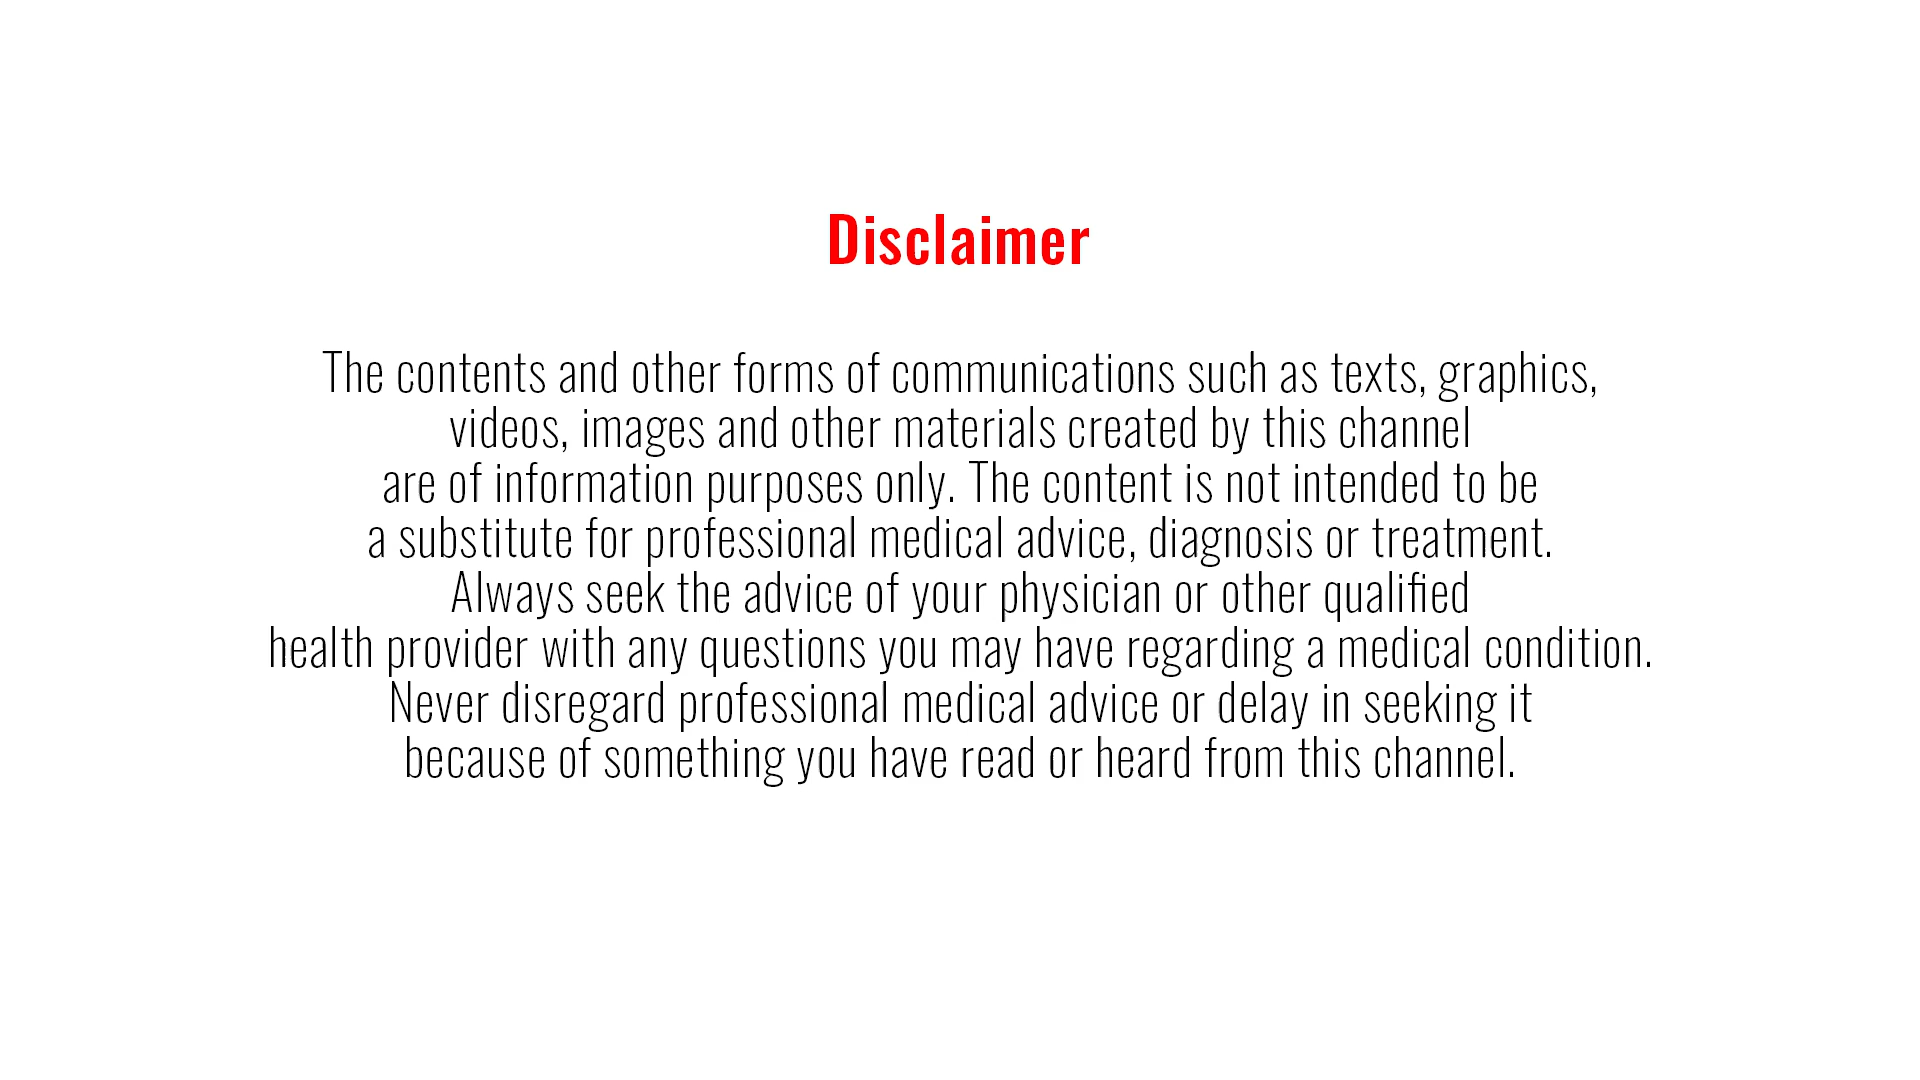 Disclaimer
The contents and other forms of communications such as texts, graphics,
videos, images and other materials created by this channel
are of information purposes only. The content is not intended to be
a substitute for professional medical advice, diagnosis or treatment.
Always seek the advice of your physician or other qualified
health provider with any questions you may have regarding a medical condition.
Never disregard professional medical advice or delay in seeking it
because of something you have read or heard from this channel.